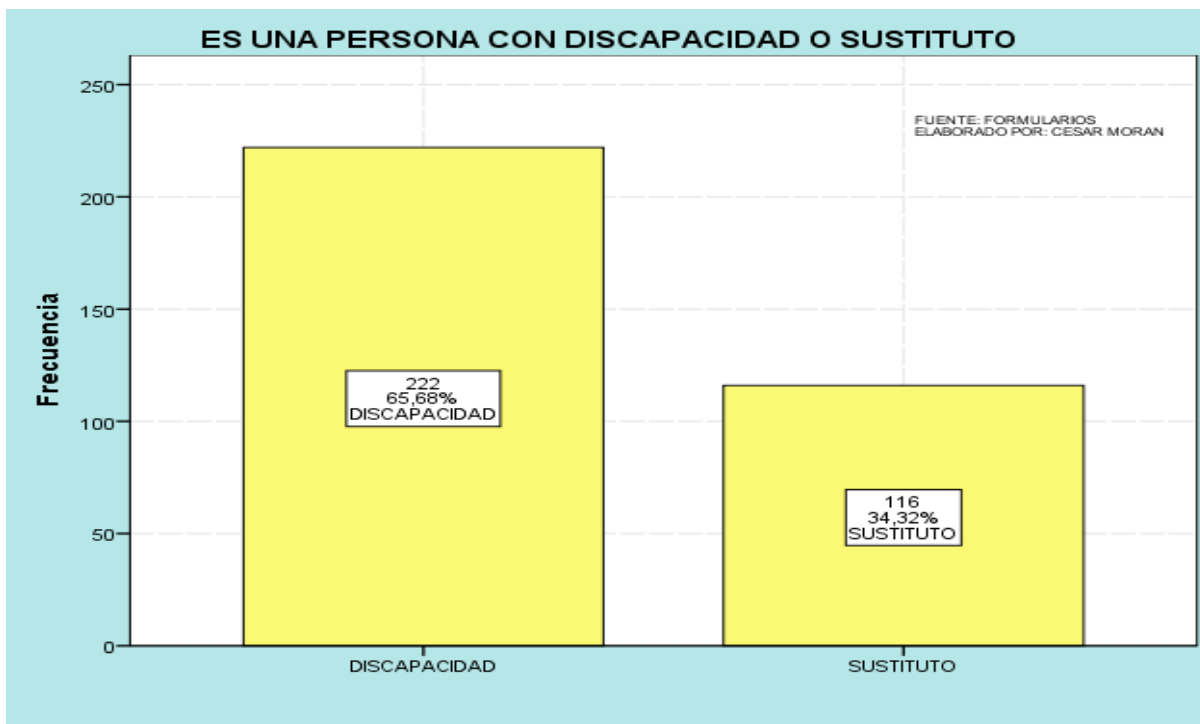 ES UNA PERSONA CON DISCAPACIDAD O SUSTITUTO
FUENTE: FORMULARIOS
ELABORADO POR: CESAR MORAN
Frecuencia
250
200
150
100
50
0
222
65,68%
DISCAPACIDAD
116
34,32%
SUSTITUTO
DISCAPACIDAD
SUSTITUTO